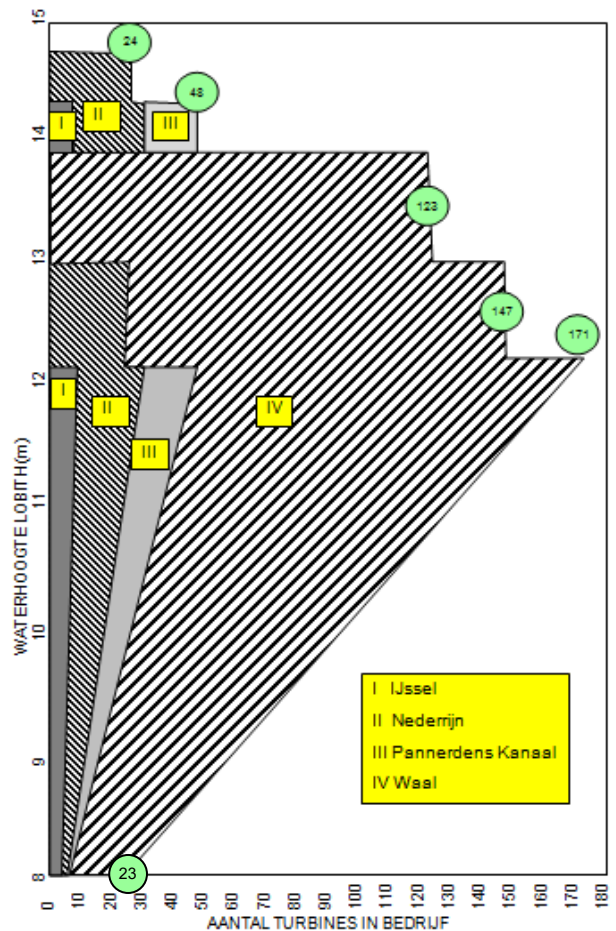 15
14
13
12
11
10
9
8
WATERHOOGTE LOBITH(m)
24
48
I
II
III
123
147
171
I
II
III
IV
I IJssel
II Nederrijn
III Pannerdens Kanaal
IV Waal
23
0 10 20 30 40 50 60 70 80 90 100 110 120 130 140 150 160 170 180
AANTAL TURBINES IN BEDRIJF